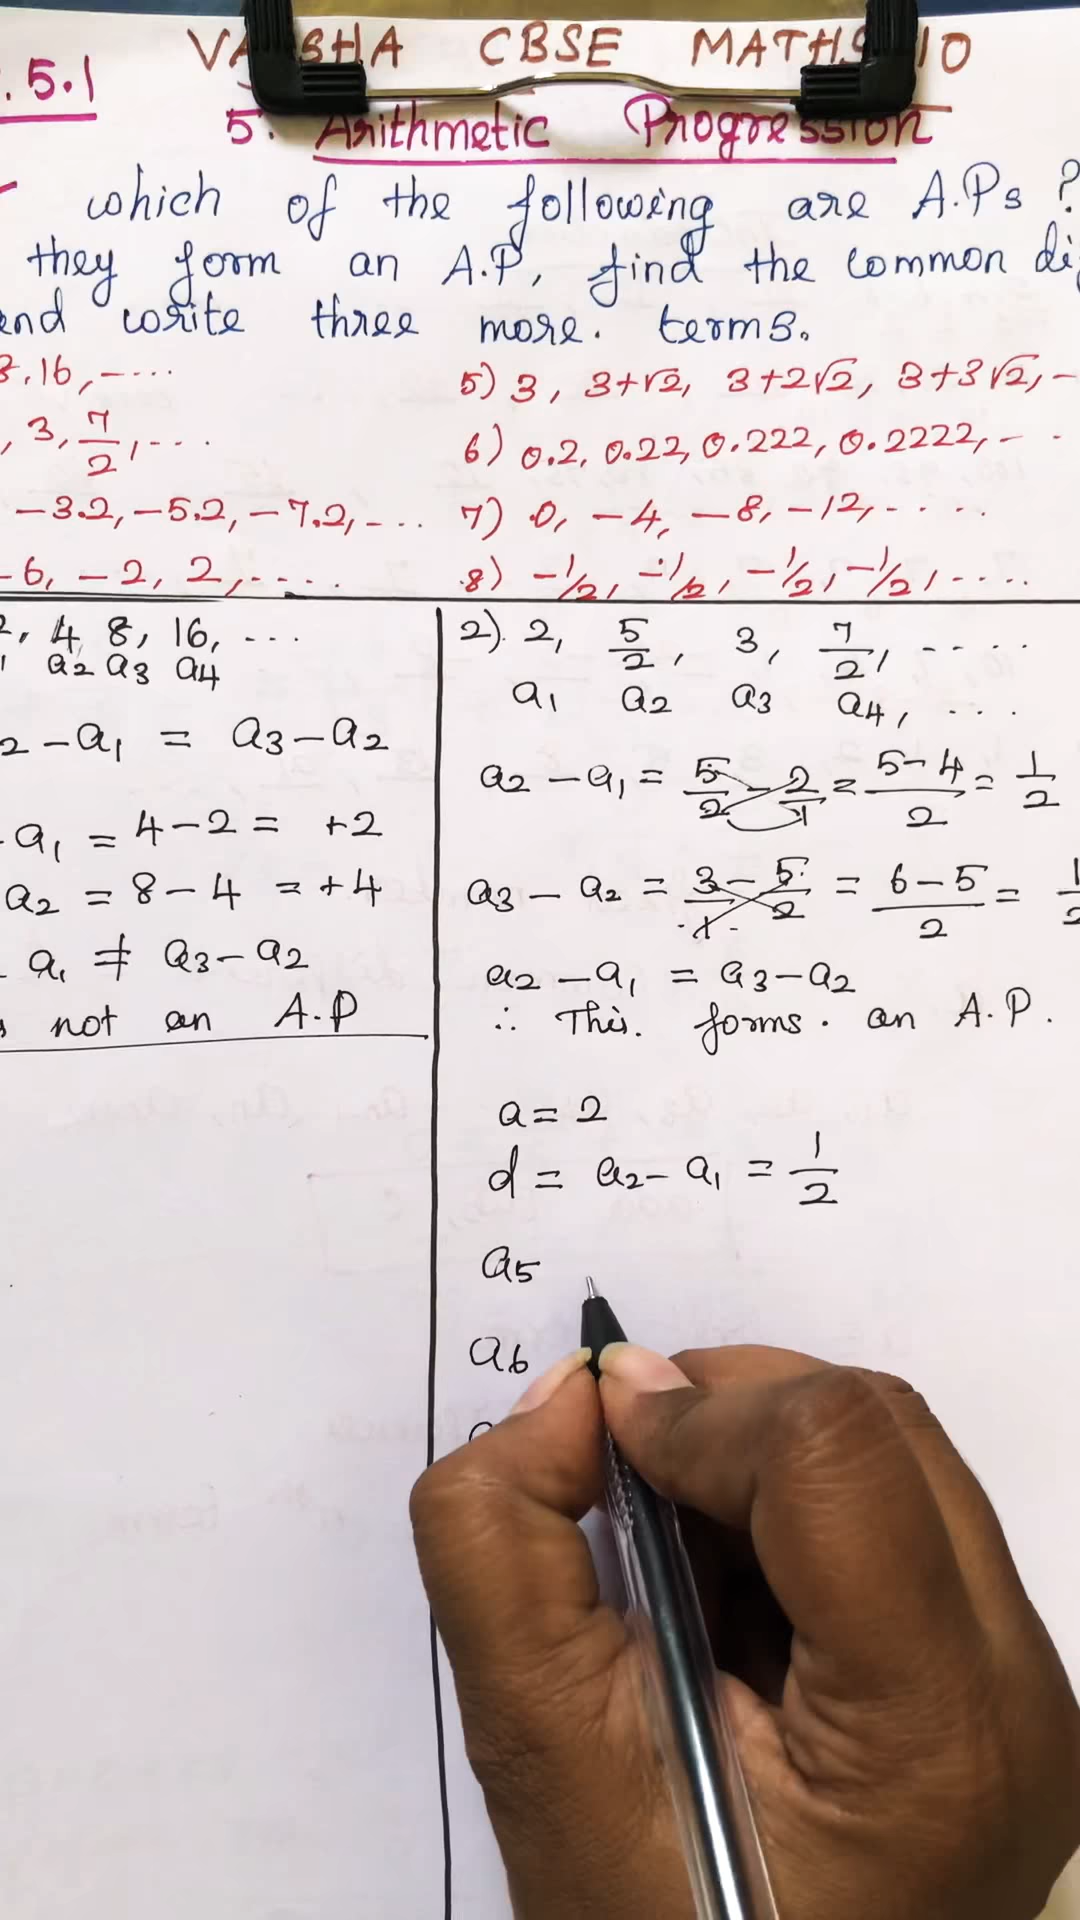 CBSE MATHS 10
.5.1
5. Arithmetic Progression
which of the following are A.Ps ?
they form an A.P, find the common
write three more. terms.
,16, -....
, 3, 7/2, ...
-3.2, -5.2, -7.2, -...
-6, -2, 2, -....
5) 3, 3+√2, 3+2√2, 3+3√2, -
6) 0.2, 0.22, 0.222, 0.2222, - .
7) 0, -4, -8, -12, - ....
8) -1/2, -1/2, -1/2, -1/2, ....
, 4, 8, 16, ...
a2 a3 a4
-a1 = a3-a2
a1 = 4-2 = +2
a2 = 8-4 = +4
a1 ≠ a3-a2
not an A.P
2). 2, 5/2, 3, 7/2, -....
a1 a2 a3 a4, ...
a2 - a1 = 5/2 - 2/1 = 5-4/2 = 1/2
a3 - a2 = 3/1 - 5/2 = 6-5/2 = 1/2
a2 - a1 = a3 - a2
∴ This. forms. an A.P.
a = 2
d = a2 - a1 = 1/2
a5
a6